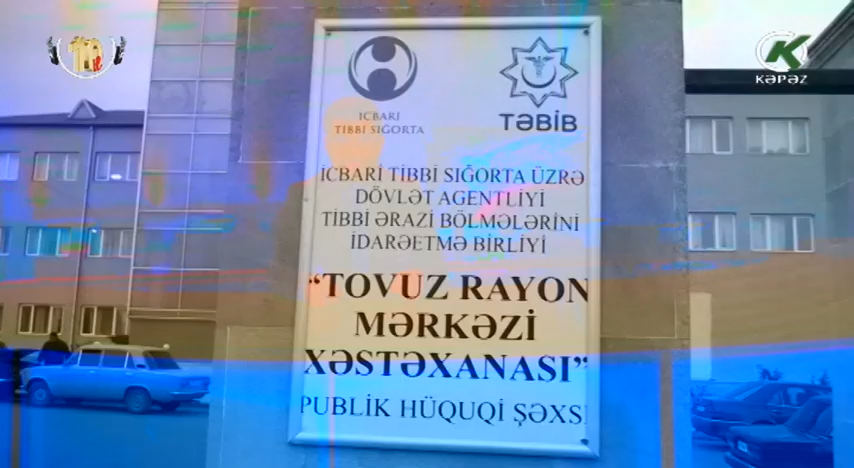 KƏPƏZ
İCBARİ
TİBBİ SIĞORTA
TƏBİB
İCBARİ TİBBİ SIĞORTA ÜZRƏ
DÖVLƏT AGENTLİYİ
TİBBİ ƏRAZİ BÖLMƏLƏRİNİ
İDARƏETMƏ BİRLİYİ
“TOVUZ RAYON
MƏRKƏZİ
XƏSTƏXANASI”
PUBLİK HÜQUQİ ŞƏXS